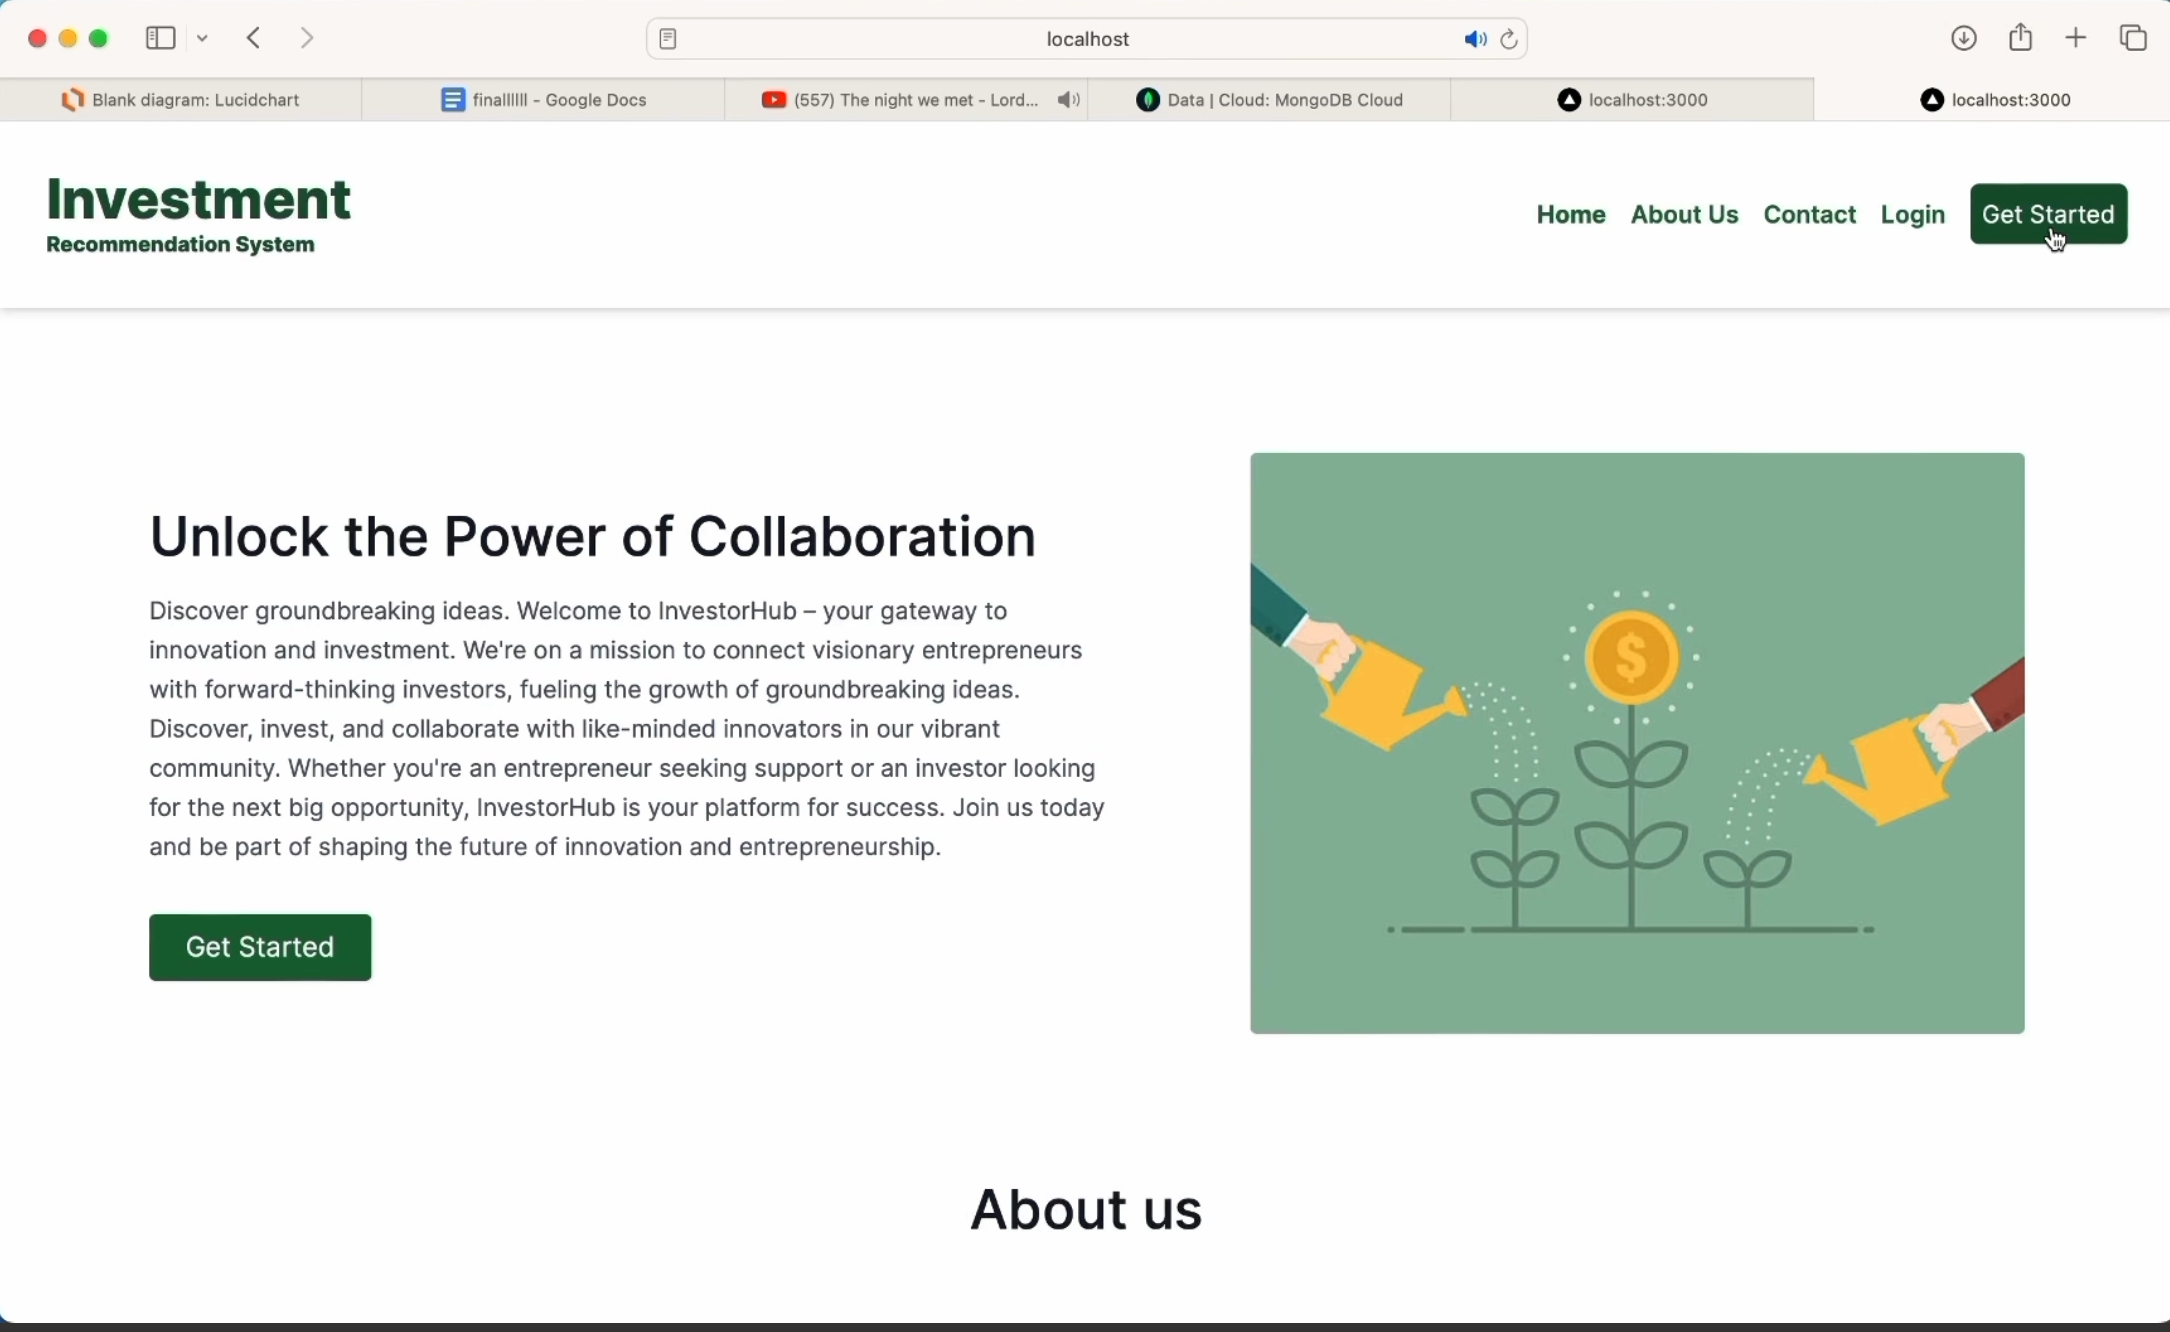 localhost
Blank diagram: Lucidchart
finallllll - Google Docs
(557) The night we met - Lord...
Data | Cloud: MongoDB Cloud
localhost:3000
localhost:3000
Investment
Recommendation System
Home
About Us
Contact
Login
Get Started
Unlock the Power of Collaboration
Discover groundbreaking ideas. Welcome to InvestorHub – your gateway to
innovation and investment. We're on a mission to connect visionary entrepreneurs
with forward-thinking investors, fueling the growth of groundbreaking ideas.
Discover, invest, and collaborate with like-minded innovators in our vibrant
community. Whether you're an entrepreneur seeking support or an investor looking
for the next big opportunity, InvestorHub is your platform for success. Join us today
and be part of shaping the future of innovation and entrepreneurship.
$
Get Started
About us